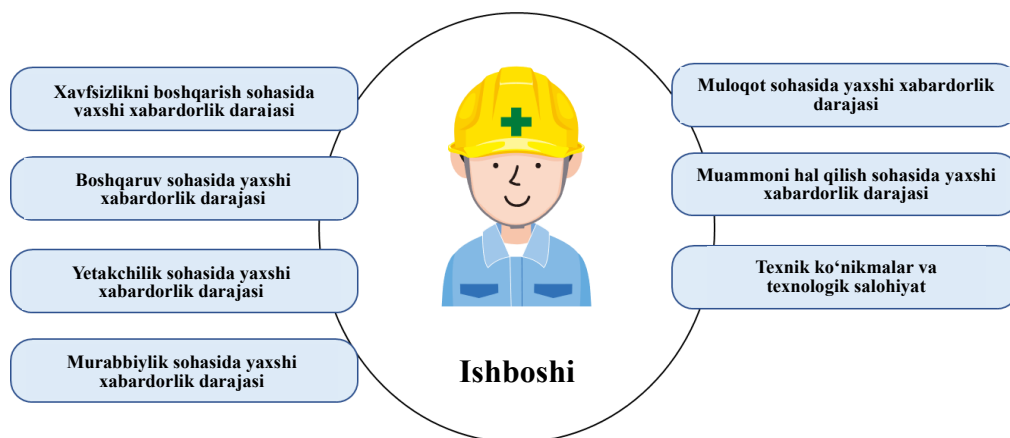 Xavfsizlikni boshqarish sohasida
yaxshi xabardorlik darajasi
Boshqaruv sohasida yaxshi
xabardorlik darajasi
Yetakchilik sohasida yaxshi
xabardorlik darajasi
Murabbiylik sohasida yaxshi
xabardorlik darajasi
Muloqot sohasida yaxshi xabardorlik
darajasi
Muammoni hal qilish sohasida yaxshi
xabardorlik darajasi
Texnik ko‘nikmalar va
texnologik salohiyat
Ishboshi